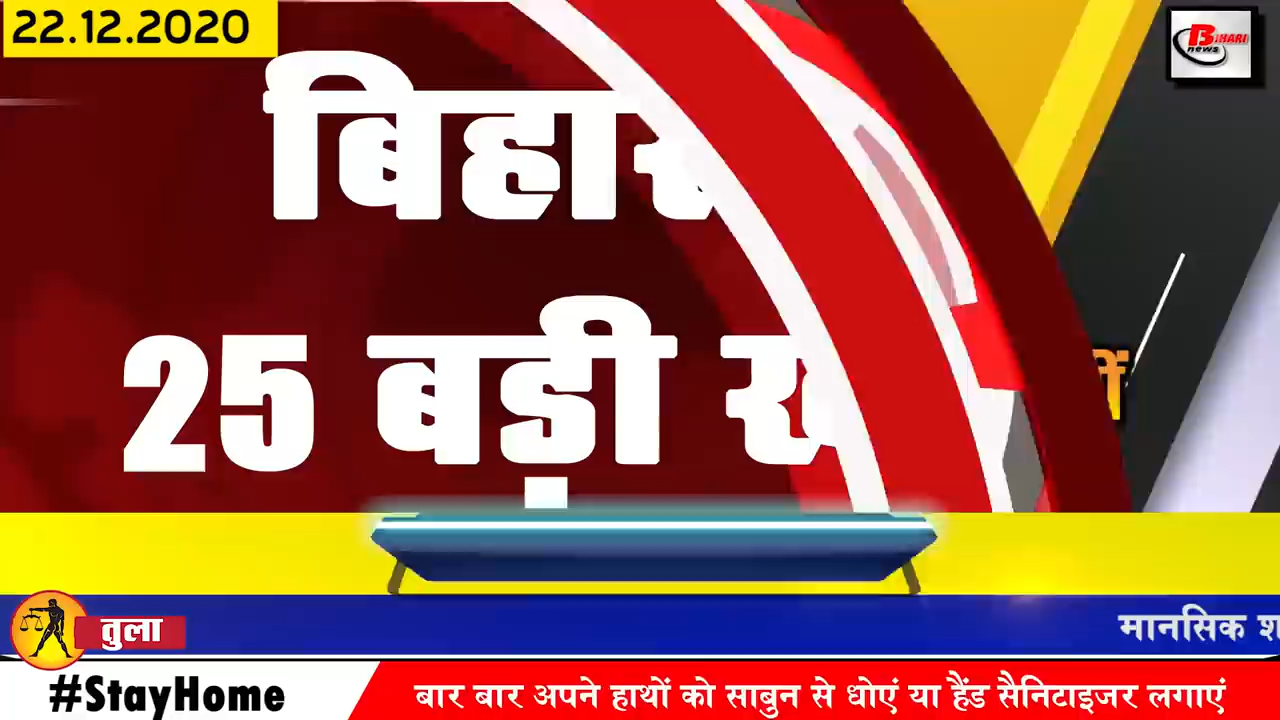 22.12.2020
BIHARI
news
25 बड़ी
तुला
मानसिक
#StayHome
बार बार अपने हाथों को साबुन से धोएं या हैंड सैनिटाइजर लगाएं